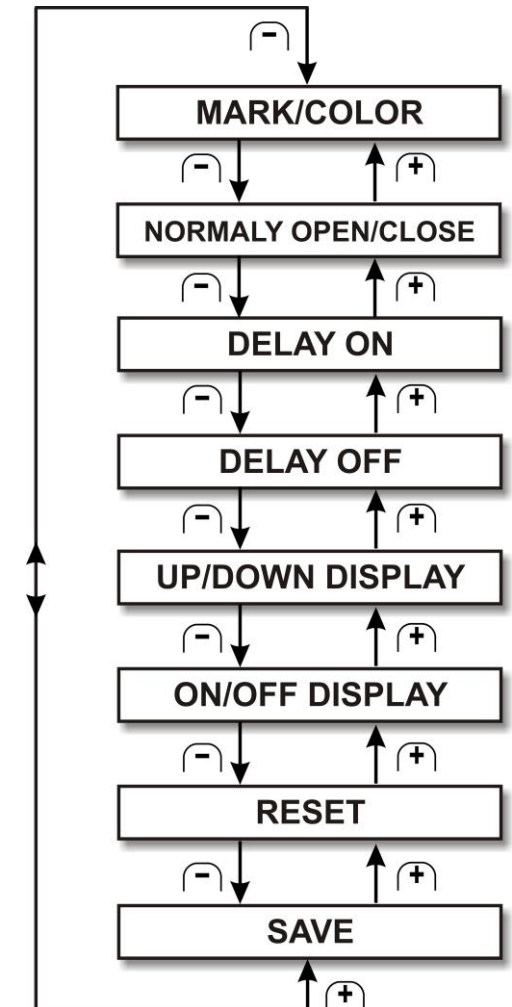 -
MARK/COLOR
- +
NORMALY OPEN/CLOSE
- +
DELAY ON
- +
DELAY OFF
- +
UP/DOWN DISPLAY
- +
ON/OFF DISPLAY
- +
RESET
- +
SAVE
+